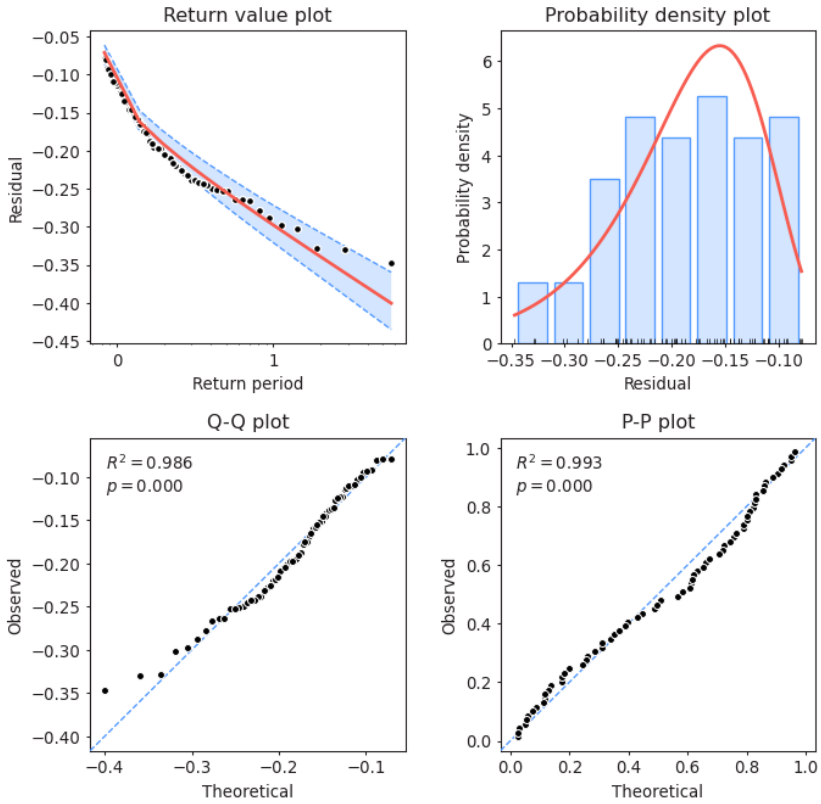 Return value plot
−0.05
−0.10
−0.15
−0.20
−0.25
−0.30
−0.35
−0.40
−0.45
Residual
0 1
Return period
Probability density plot
6
5
4
3
2
1
0
Probability density
−0.35 −0.30 −0.25 −0.20 −0.15 −0.10
Residual
Q-Q plot
R² = 0.986
p = 0.000
−0.10
−0.15
−0.20
−0.25
−0.30
−0.35
−0.40
Observed
−0.4 −0.3 −0.2 −0.1
Theoretical
P-P plot
R² = 0.993
p = 0.000
1.0
0.8
0.6
0.4
0.2
0.0
Observed
0.0 0.2 0.4 0.6 0.8 1.0
Theoretical